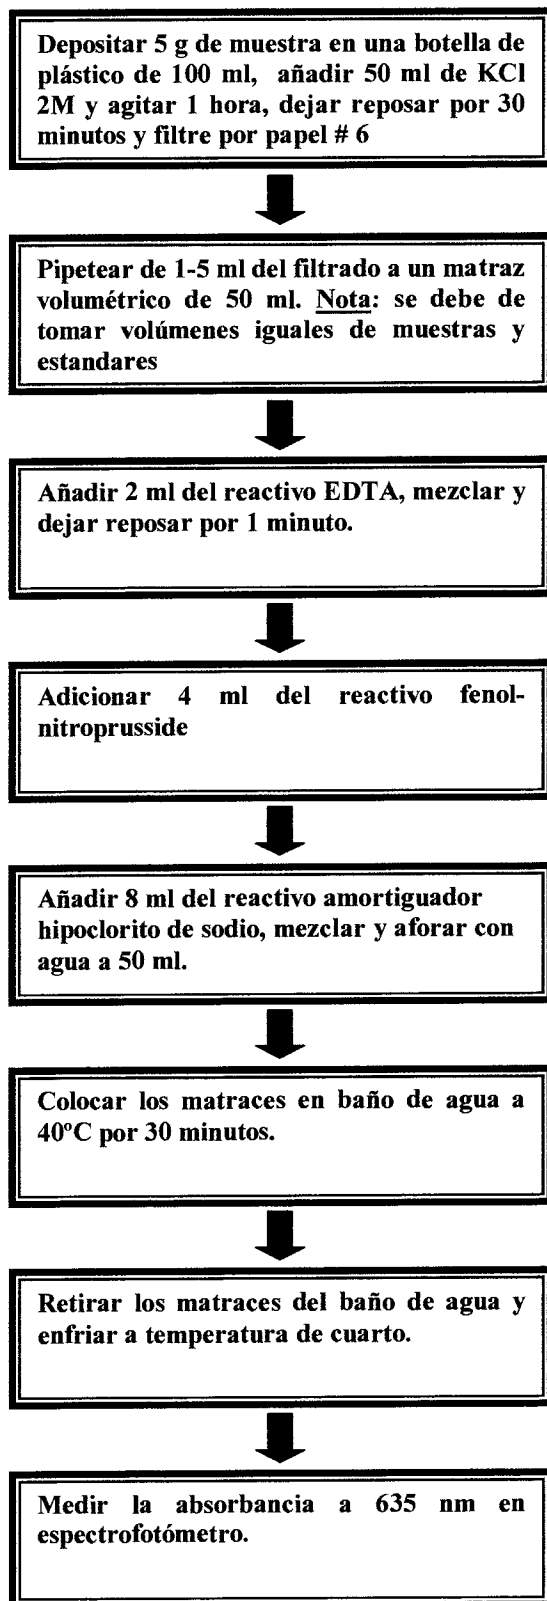 Depositar 5 g de muestra en una botella de
plástico de 100 ml, añadir 50 ml de KCl
2M y agitar 1 hora, dejar reposar por 30
minutos y filtre por papel # 6
Pipetear de 1-5 ml del filtrado a un matraz
volumétrico de 50 ml. Nota: se debe de
tomar volúmenes iguales de muestras y
estandares
Añadir 2 ml del reactivo EDTA, mezclar y
dejar reposar por 1 minuto.
Adicionar 4 ml del reactivo fenol-
nitroprusside
Añadir 8 ml del reactivo amortiguador
hipoclorito de sodio, mezclar y aforar con
agua a 50 ml.
Colocar los matraces en baño de agua a
40ºC por 30 minutos.
Retirar los matraces del baño de agua y
enfriar a temperatura de cuarto.
Medir la absorbancia a 635 nm en
espectrofotómetro.